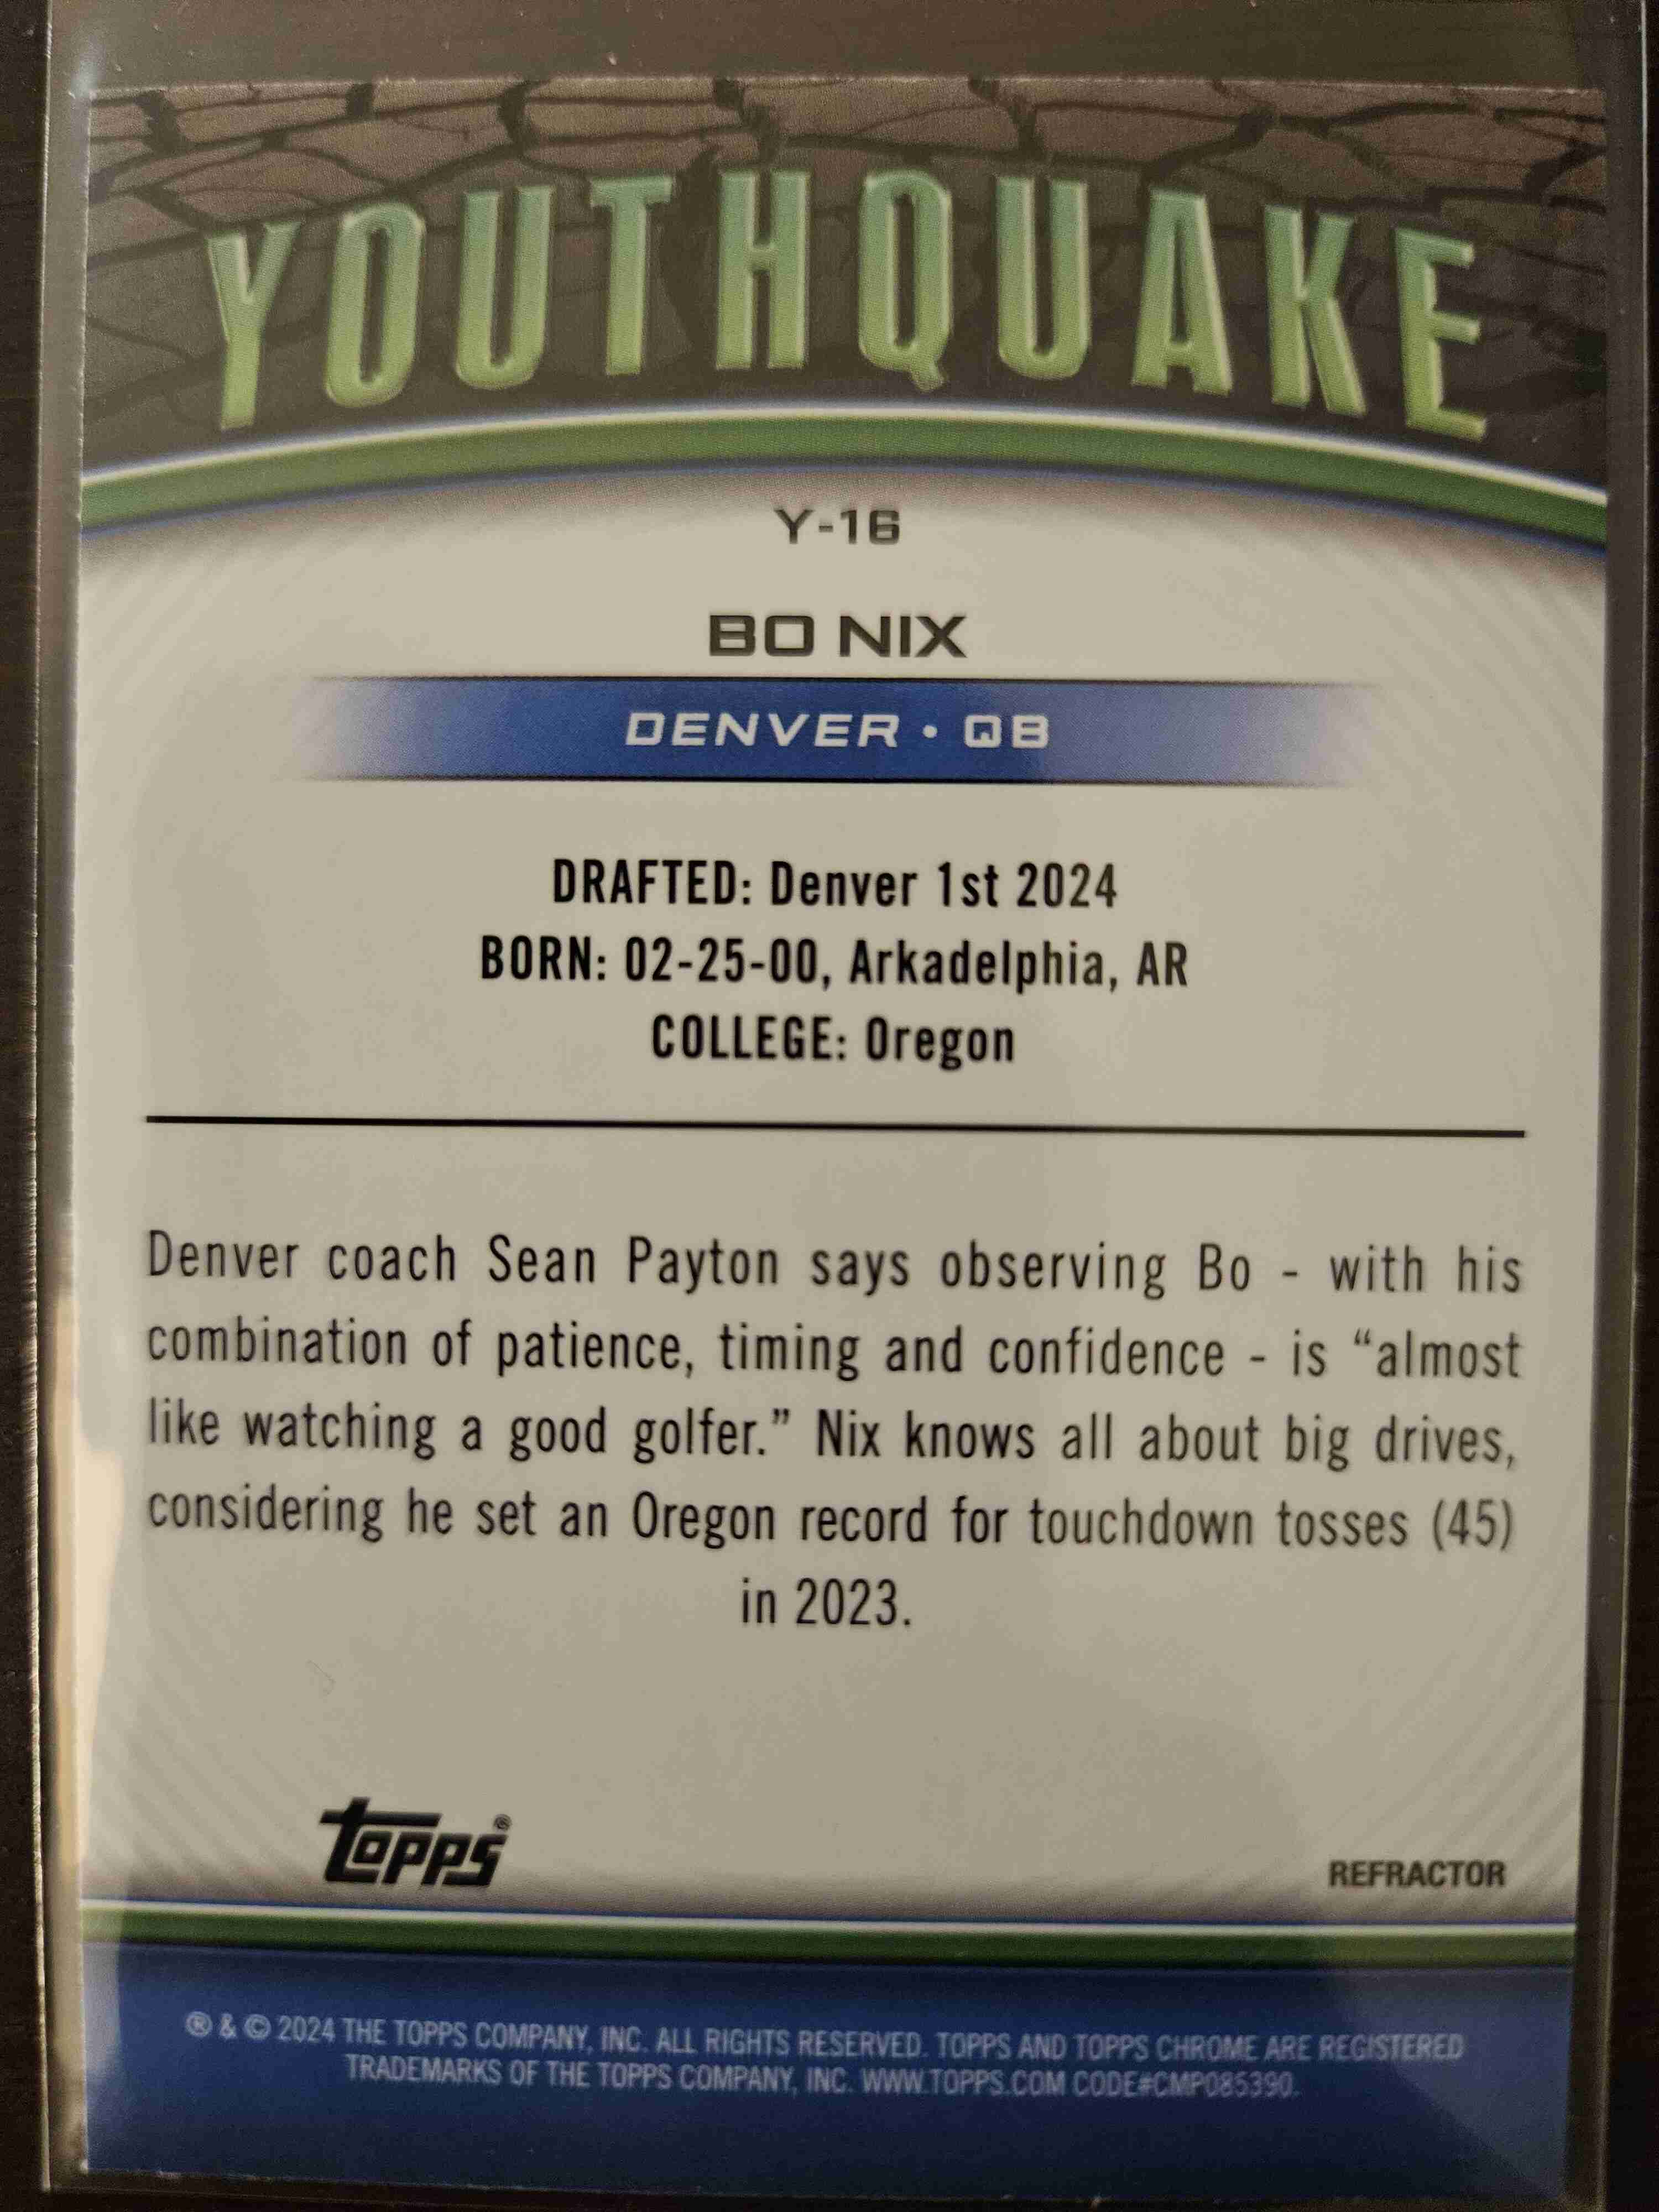 YOUTHQUAKE
Y-16
BO NIX
DENVER • QB
DRAFTED: Denver 1st 2024
BORN: 02-25-00, Arkadelphia, AR
COLLEGE: Oregon
Denver coach Sean Payton says observing Bo - with his
combination of patience, timing and confidence - is “almost
like watching a good golfer.” Nix knows all about big drives,
considering he set an Oregon record for touchdown tosses (45)
in 2023.
topps®
REFRACTOR
® & © 2024 THE TOPPS COMPANY, INC. ALL RIGHTS RESERVED. TOPPS AND TOPPS CHROME ARE REGISTERED
TRADEMARKS OF THE TOPPS COMPANY, INC. WWW.TOPPS.COM CODE#CMP085390.